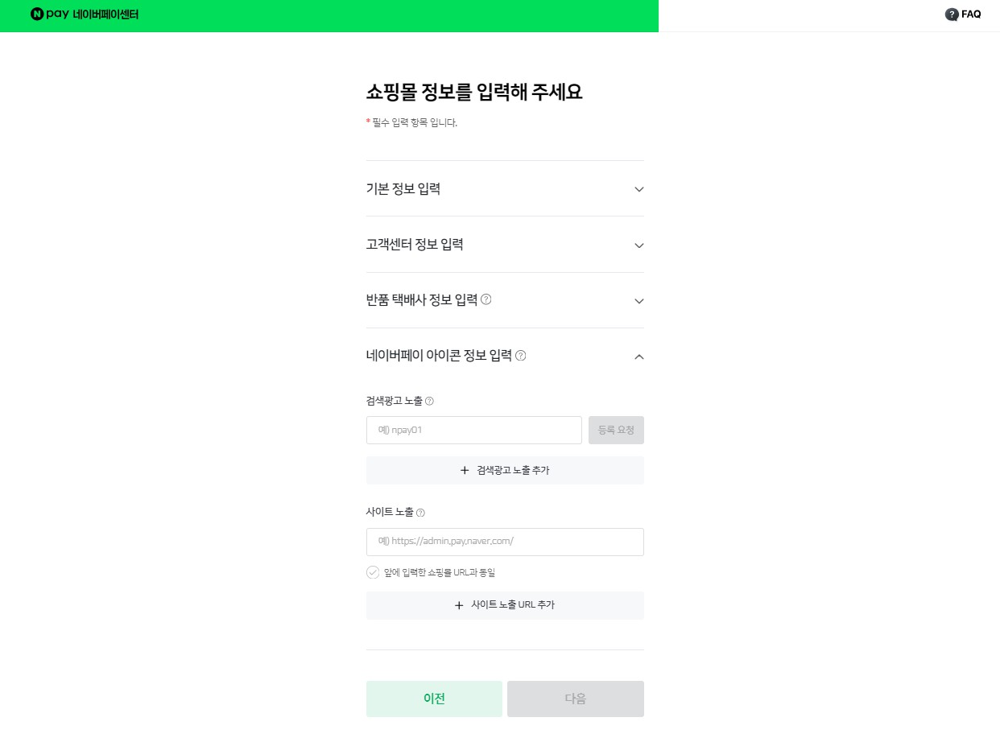 N pay 네이버페이센터
? FAQ
쇼핑몰 정보를 입력해 주세요
* 필수 입력 항목 입니다.
기본 정보 입력
고객센터 정보 입력
반품 택배사 정보 입력 ?
네이버페이 아이콘 정보 입력 ?
검색광고 노출 ?
예) npay01
등록 요청
+ 검색광고 노출 추가
사이트 노출 ?
예) https://admin.pay.naver.com/
앞에 입력한 쇼핑몰 URL과 동일
+ 사이트 노출 URL 추가
이전
다음